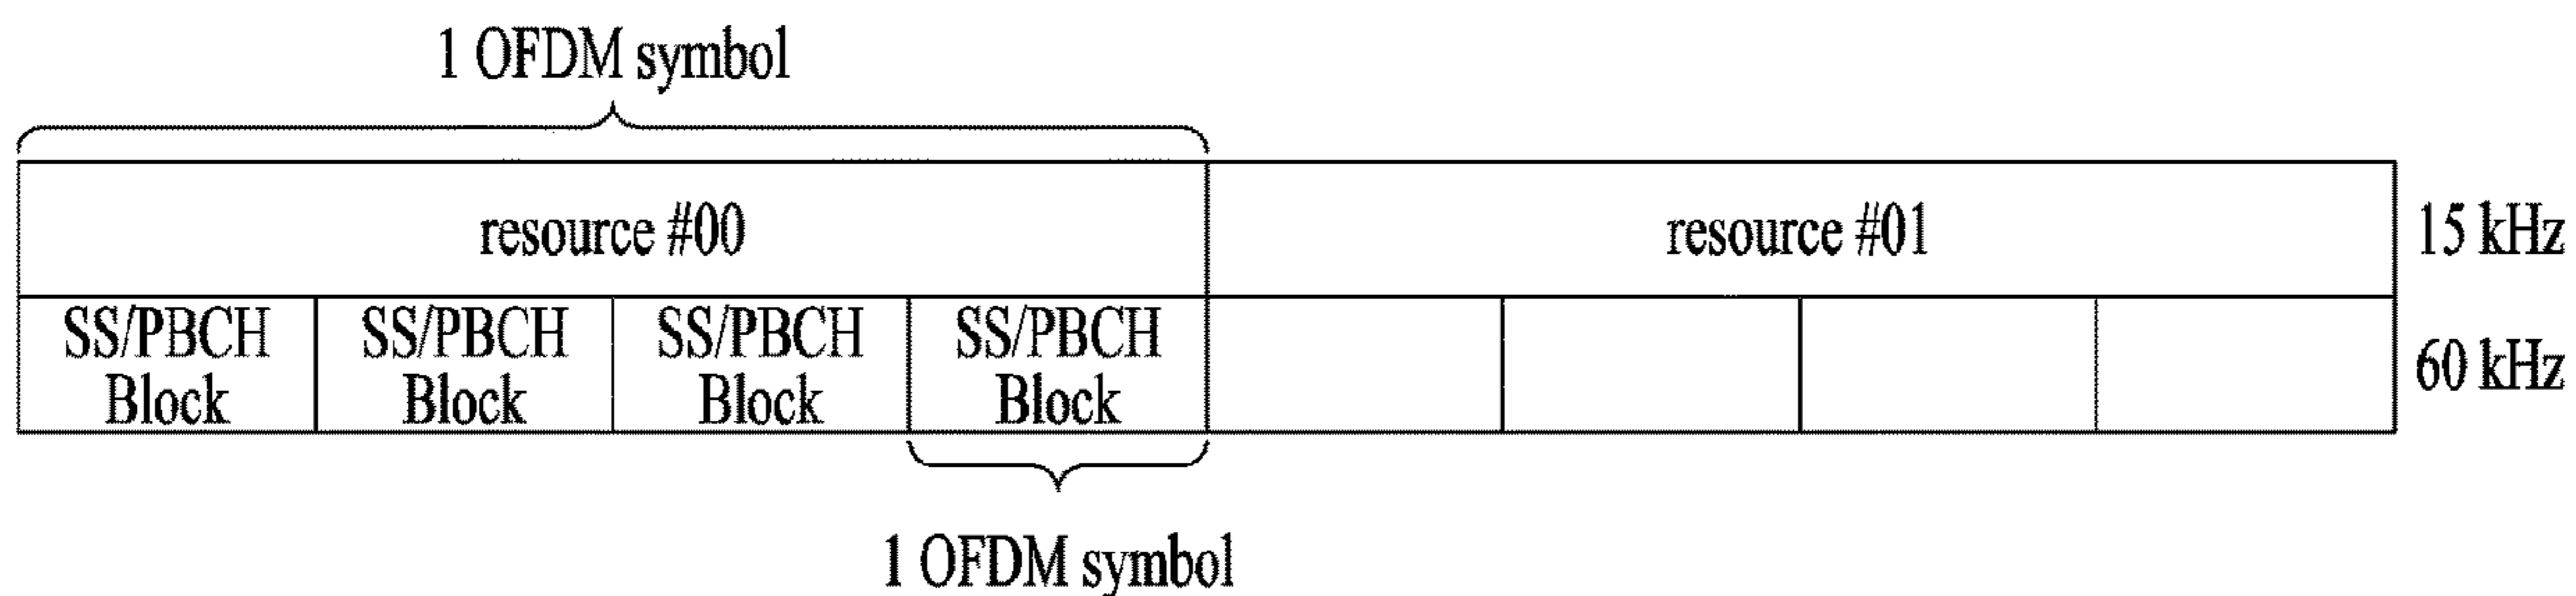 1 OFDM symbol
resource #00
resource #01
15 kHz
SS/PBCH
Block
SS/PBCH
Block
SS/PBCH
Block
SS/PBCH
Block
60 kHz
1 OFDM symbol